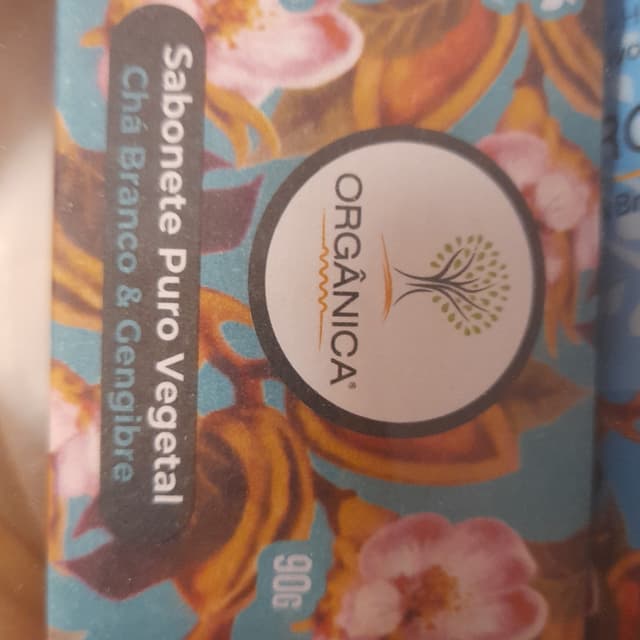 ORGÂNICA®
Sabonete Puro Vegetal
Chá Branco & Gengibre
90G